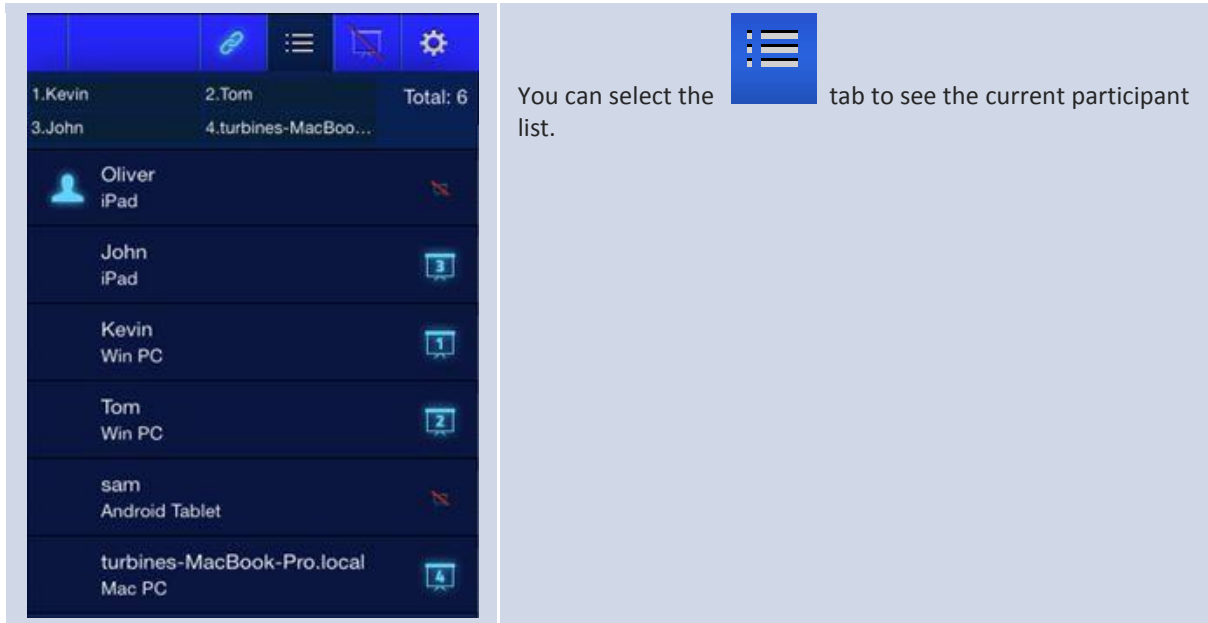 1.Kevin 2.Tom Total: 6
3.John 4.turbines-MacBoo...
Oliver
iPad
John
iPad
3
Kevin
Win PC
1
Tom
Win PC
2
sam
Android Tablet
turbines-MacBook-Pro.local
Mac PC
4
You can select the tab to see the current participant
list.